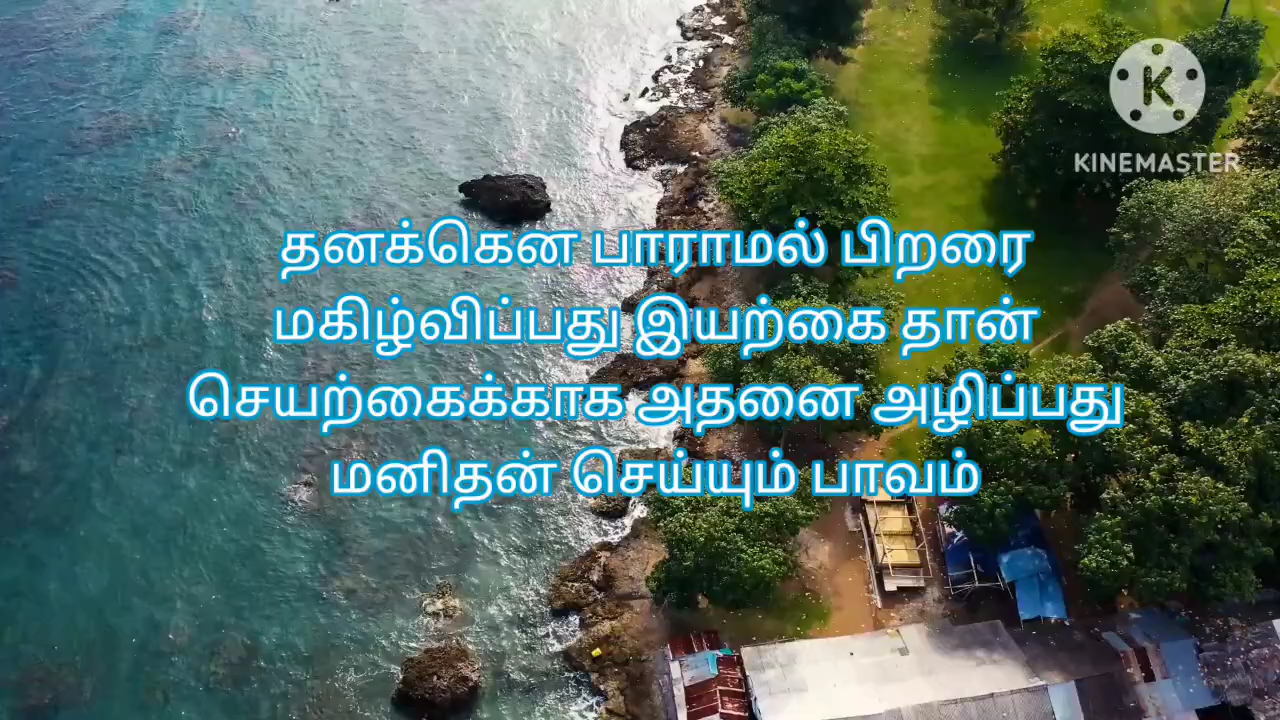 KINEMASTER
தனக்கென பாராமல் பிறரை
மகிழ்விப்பது இயற்கை தான்
செயற்கைக்காக அதனை அழிப்பது
மனிதன் செய்யும் பாவம்